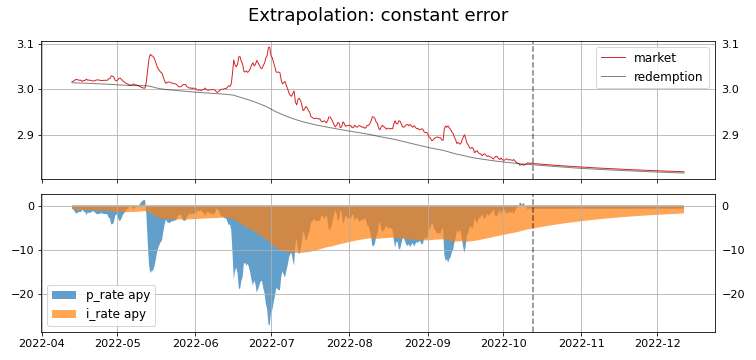 Extrapolation: constant error
3.1
3.0
2.9
3.1
3.0
2.9
market
redemption
0
−10
−20
0
−10
−20
p_rate apy
i_rate apy
2022-04 2022-05 2022-06 2022-07 2022-08 2022-09 2022-10 2022-11 2022-12